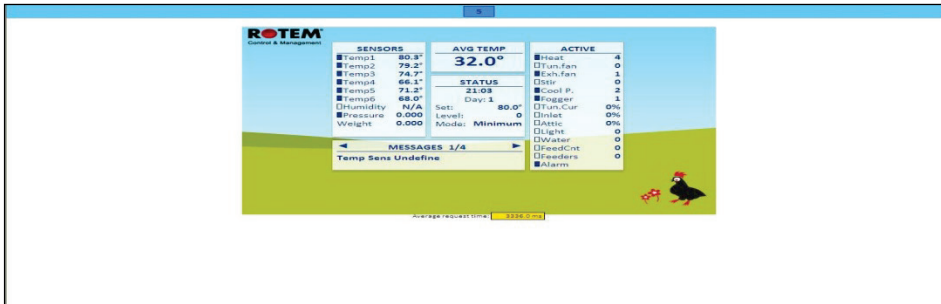 5
ROTEM
Control & Management
SENSORS
Temp1 80.3°
Temp2 79.2°
Temp3 74.7°
Temp4 66.1°
Temp5 71.2°
Temp6 68.0°
Humidity N/A
Pressure 0.000
Weight 0.000
AVG TEMP
32.0°
STATUS
21:03
Day: 1
Set: 80.0°
Level: 0
Mode: Minimum
ACTIVE
Heat 4
Tun.fan 0
Exh.fan 1
Stir 0
Cool P. 2
Fogger 1
Tun.Cur 0%
Inlet 0%
Attic 0%
Light 0
Water 0
FeedCnt 0
Feeders 0
Alarm
MESSAGES 1/4
Temp Sens Undefine
Average request time: 3336.0 ms